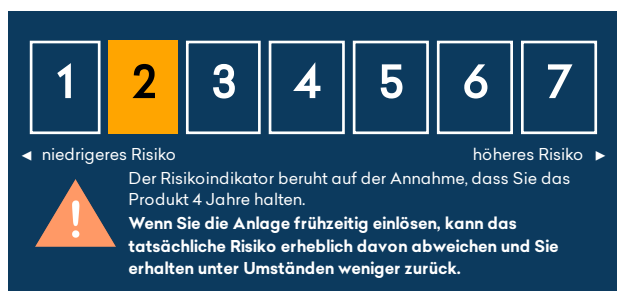 1 2 3 4 5 6 7
◄ niedrigeres Risiko höheres Risiko ►
Der Risikoindikator beruht auf der Annahme, dass Sie das
Produkt 4 Jahre halten.
Wenn Sie die Anlage frühzeitig einlösen, kann das
tatsächliche Risiko erheblich davon abweichen und Sie
erhalten unter Umständen weniger zurück.